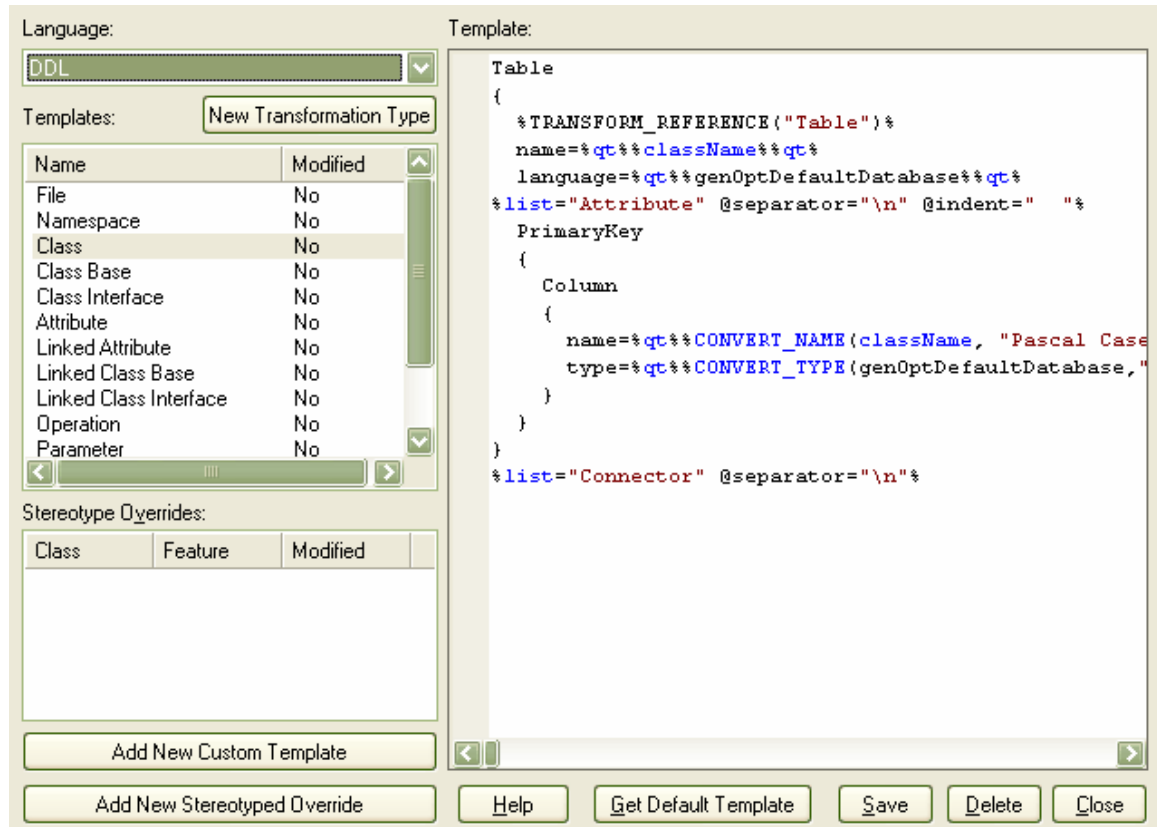 Language:
DDL
Templates:
New Transformation Type
Name Modified
File No
Namespace No
Class No
Class Base No
Class Interface No
Attribute No
Linked Attribute No
Linked Class Base No
Linked Class Interface No
Operation No
Parameter No
Stereotype Overrides:
Class Feature Modified
Add New Custom Template
Add New Stereotyped Override
Template:
Table
{
%TRANSFORM_REFERENCE("Table")%
name=%qt%%className%%qt%
language=%qt%%genOptDefaultDatabase%%qt%
%list="Attribute" @separator="\n" @indent="  "%
PrimaryKey
{
Column
{
name=%qt%%CONVERT_NAME(className, "Pascal Case
type=%qt%%CONVERT_TYPE(genOptDefaultDatabase,"
}
}
}
%list="Connector" @separator="\n"%
Help
Get Default Template
Save
Delete
Close